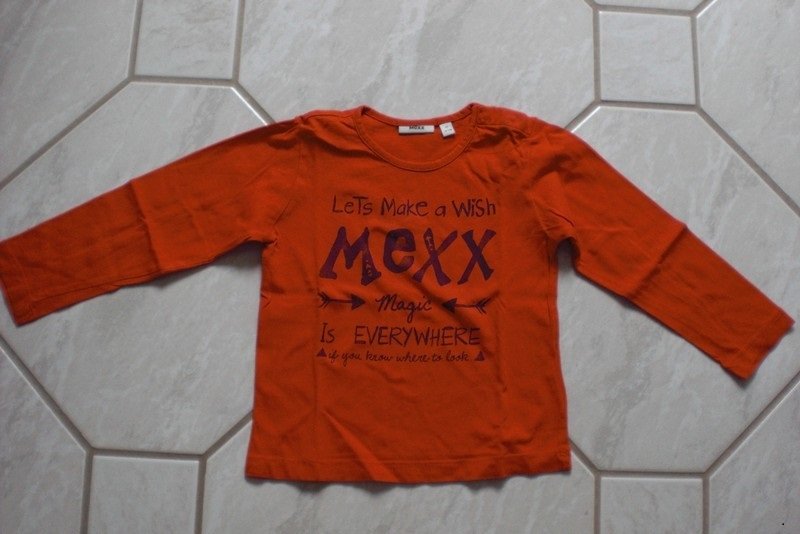 Mexx
LeTs Make a WiSh
Mexx
Magic
Is EVERYWHERE
if you know where to look